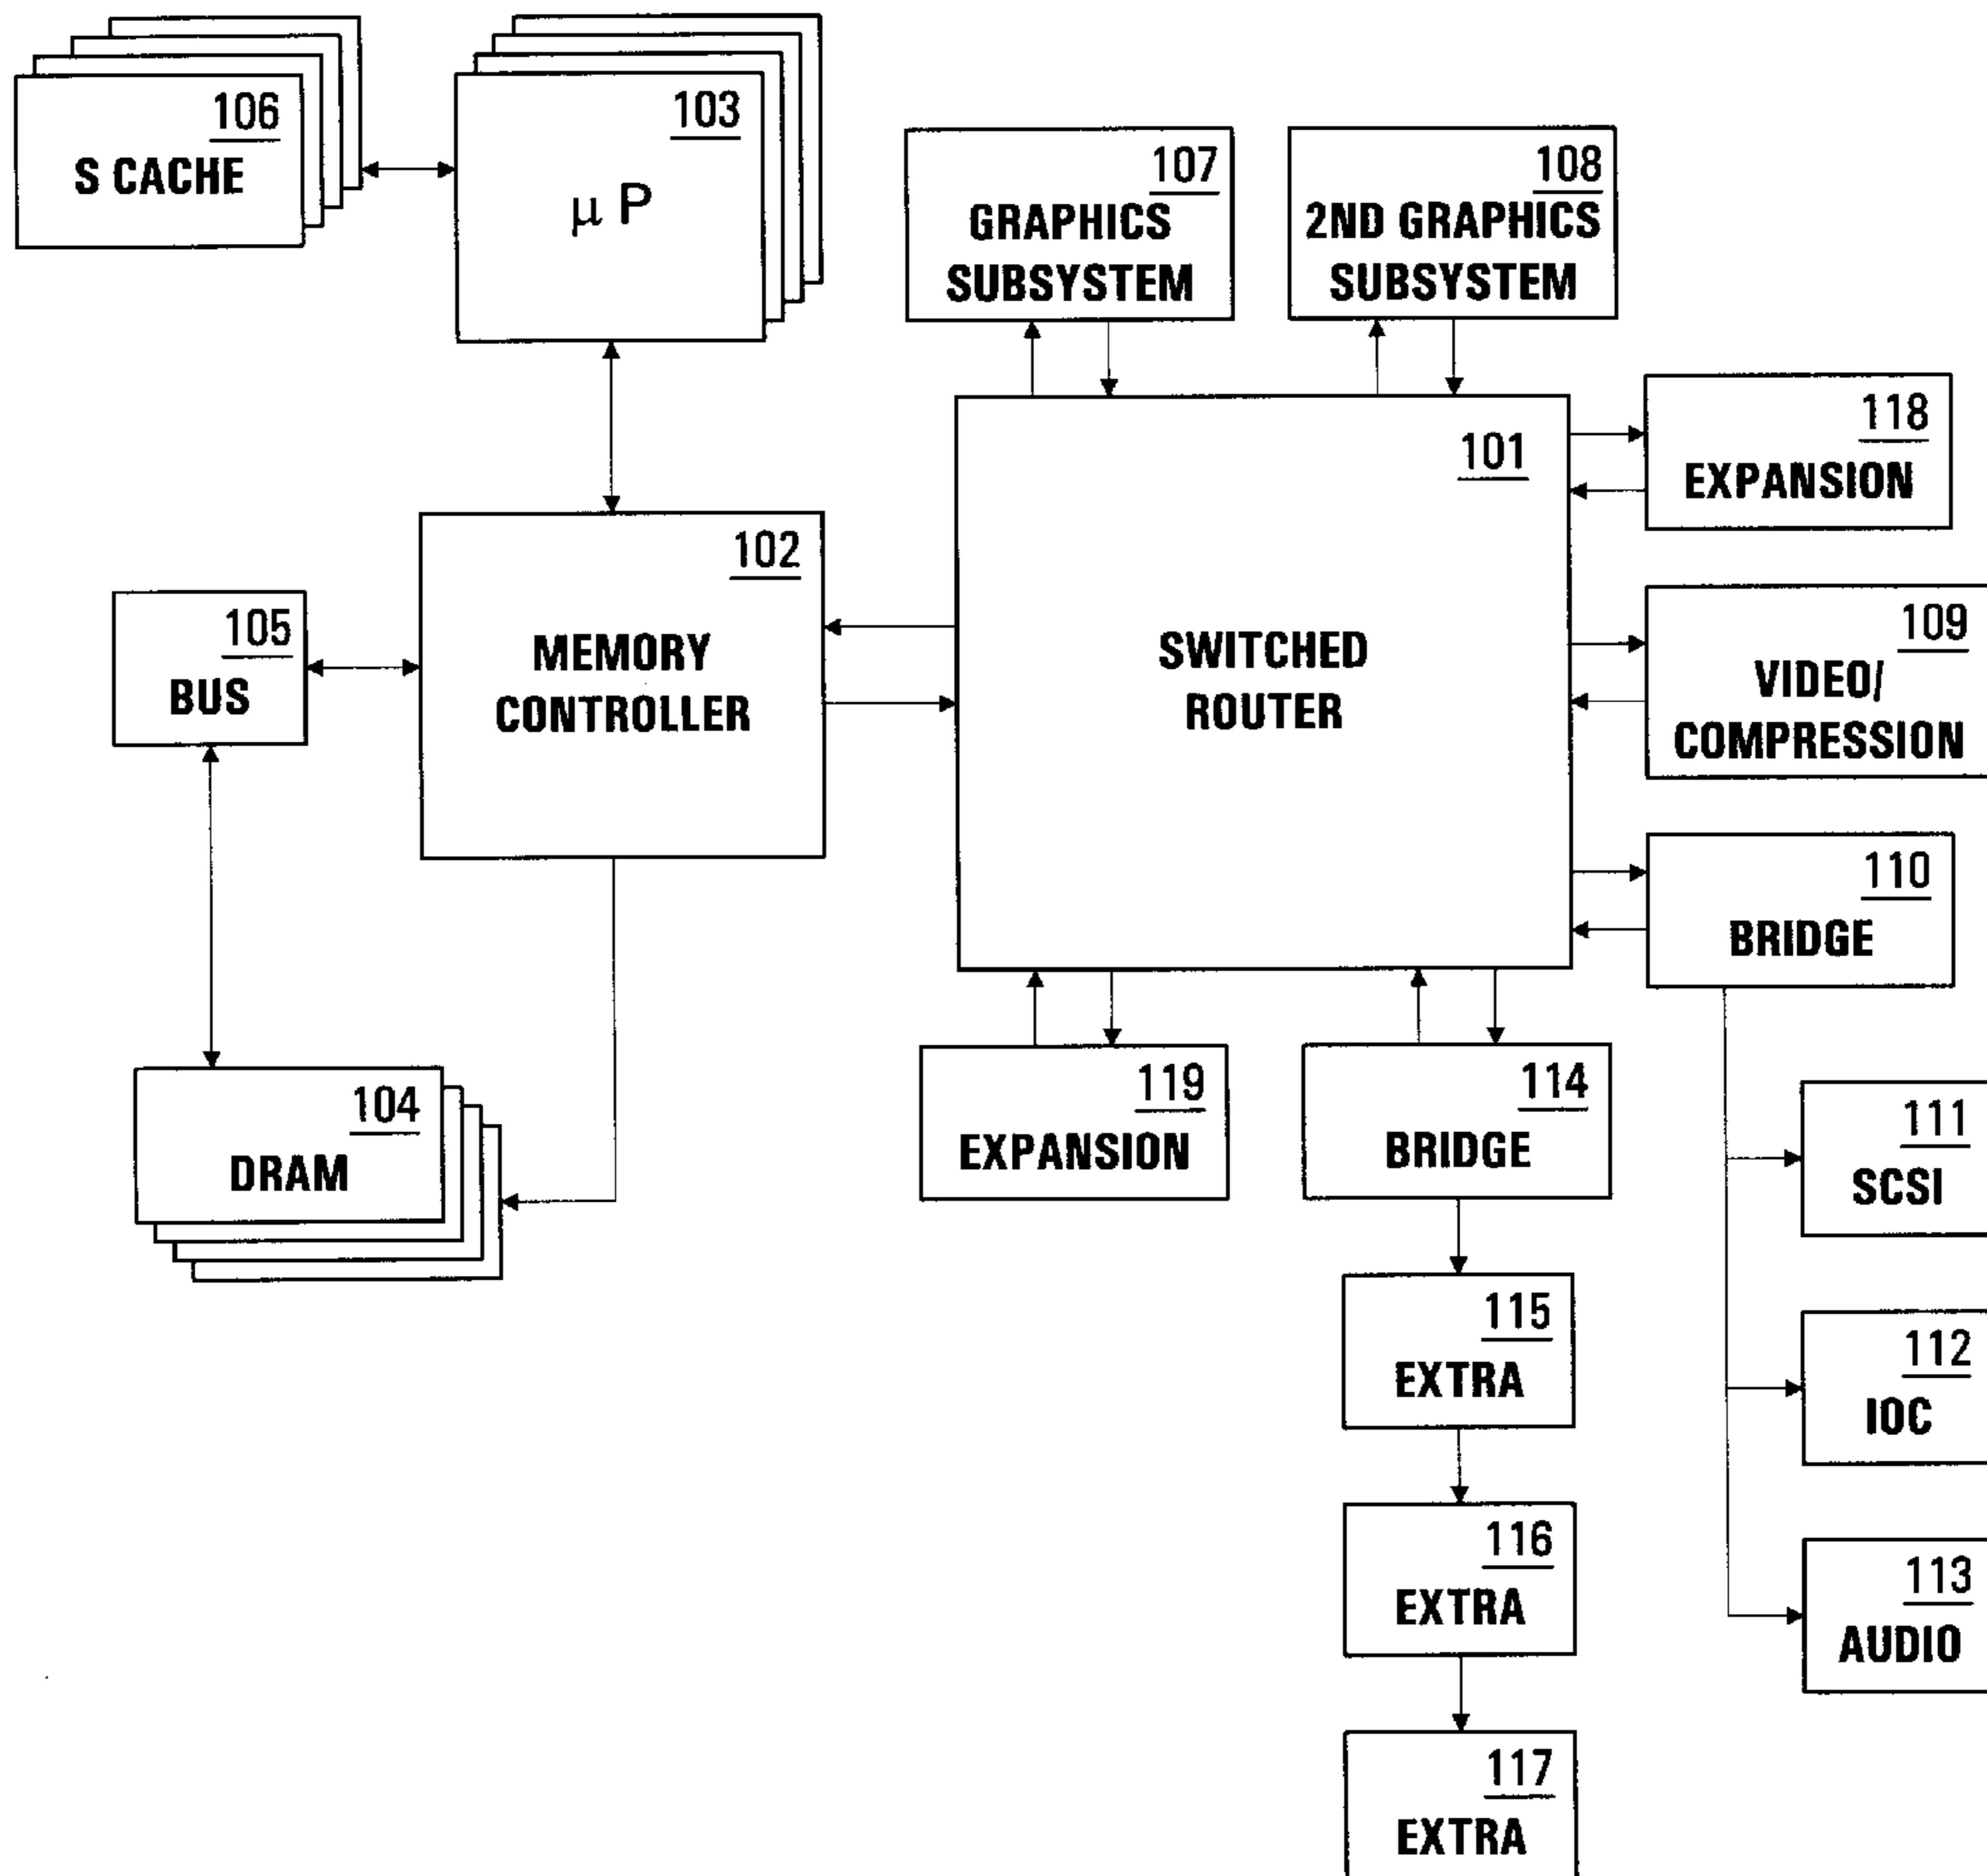 106
S CACHE
103
μ P
107
GRAPHICS
SUBSYSTEM
108
2ND GRAPHICS
SUBSYSTEM
118
EXPANSION
101
SWITCHED
ROUTER
102
MEMORY
CONTROLLER
105
BUS
109
VIDEO/
COMPRESSION
110
BRIDGE
104
DRAM
119
EXPANSION
114
BRIDGE
111
SCSI
115
EXTRA
112
IOC
116
EXTRA
113
AUDIO
117
EXTRA